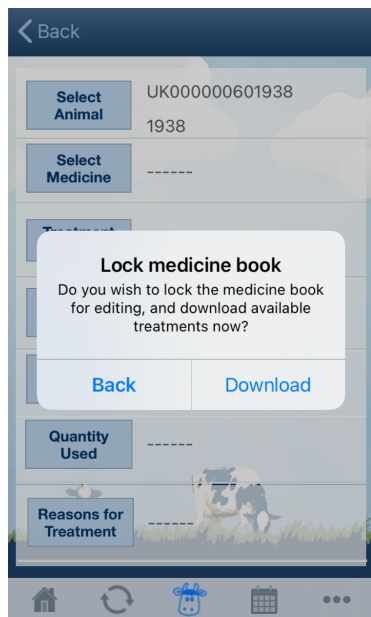 Back
Select
Animal
UK000000601938
1938
Select
Medicine
------
Lock medicine book
Do you wish to lock the medicine book
for editing, and download available
treatments now?
Back
Download
Quantity
Used
------
Reasons for
Treatment
------